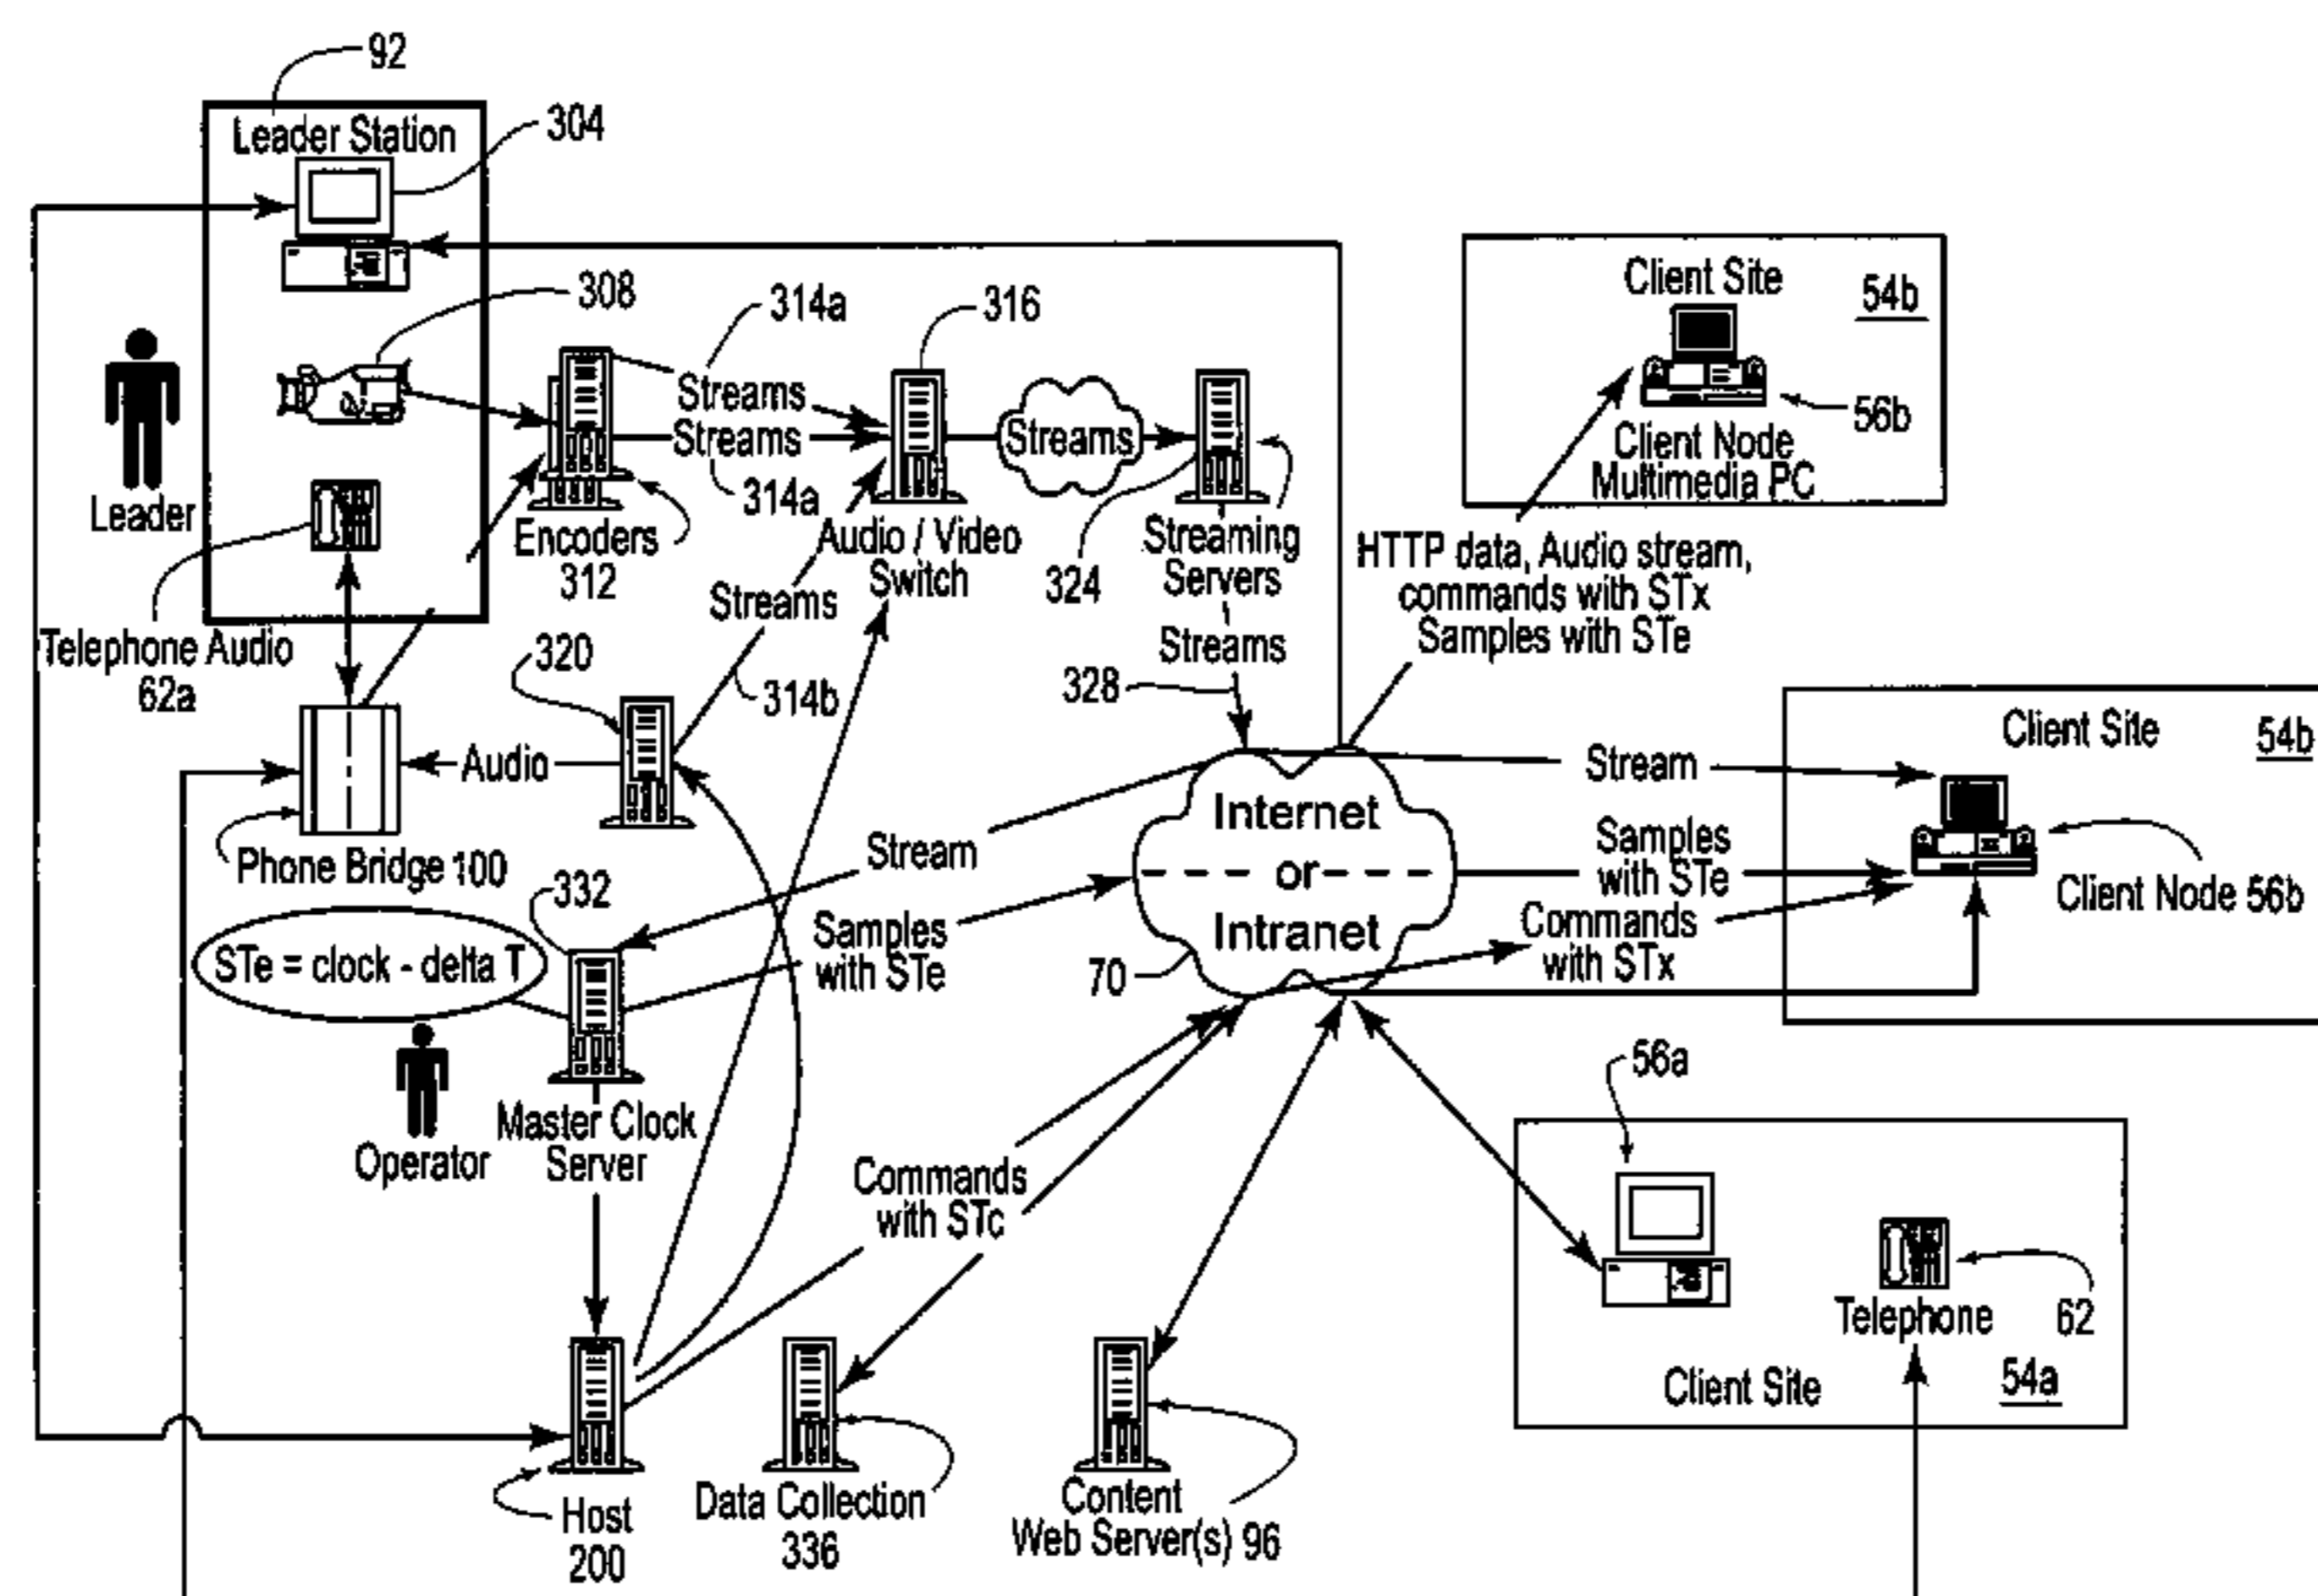 92
Leader Station
304
308
314a
316
Client Site
54b
56b
Client Node
Multimedia PC
Streams
Streams
Streams
314a
Leader
Encoders
312
Audio / Video
Switch
324
Streaming
Servers
HTTP data, Audio stream,
commands with STx
Samples with STe
Streams
Telephone Audio
62a
320
314b
Streams
328
Client Site
54b
Audio
Stream
Phone Bridge 100
Stream
Internet
or
Intranet
70
Samples
with STe
Client Node 56b
Commands
with STx
332
STe = clock - delta T
Samples
with STe
Operator
Master Clock
Server
56a
Commands
with STc
Telephone
62
Client Site
54a
Host
200
Data Collection
336
Content
Web Server(s) 96